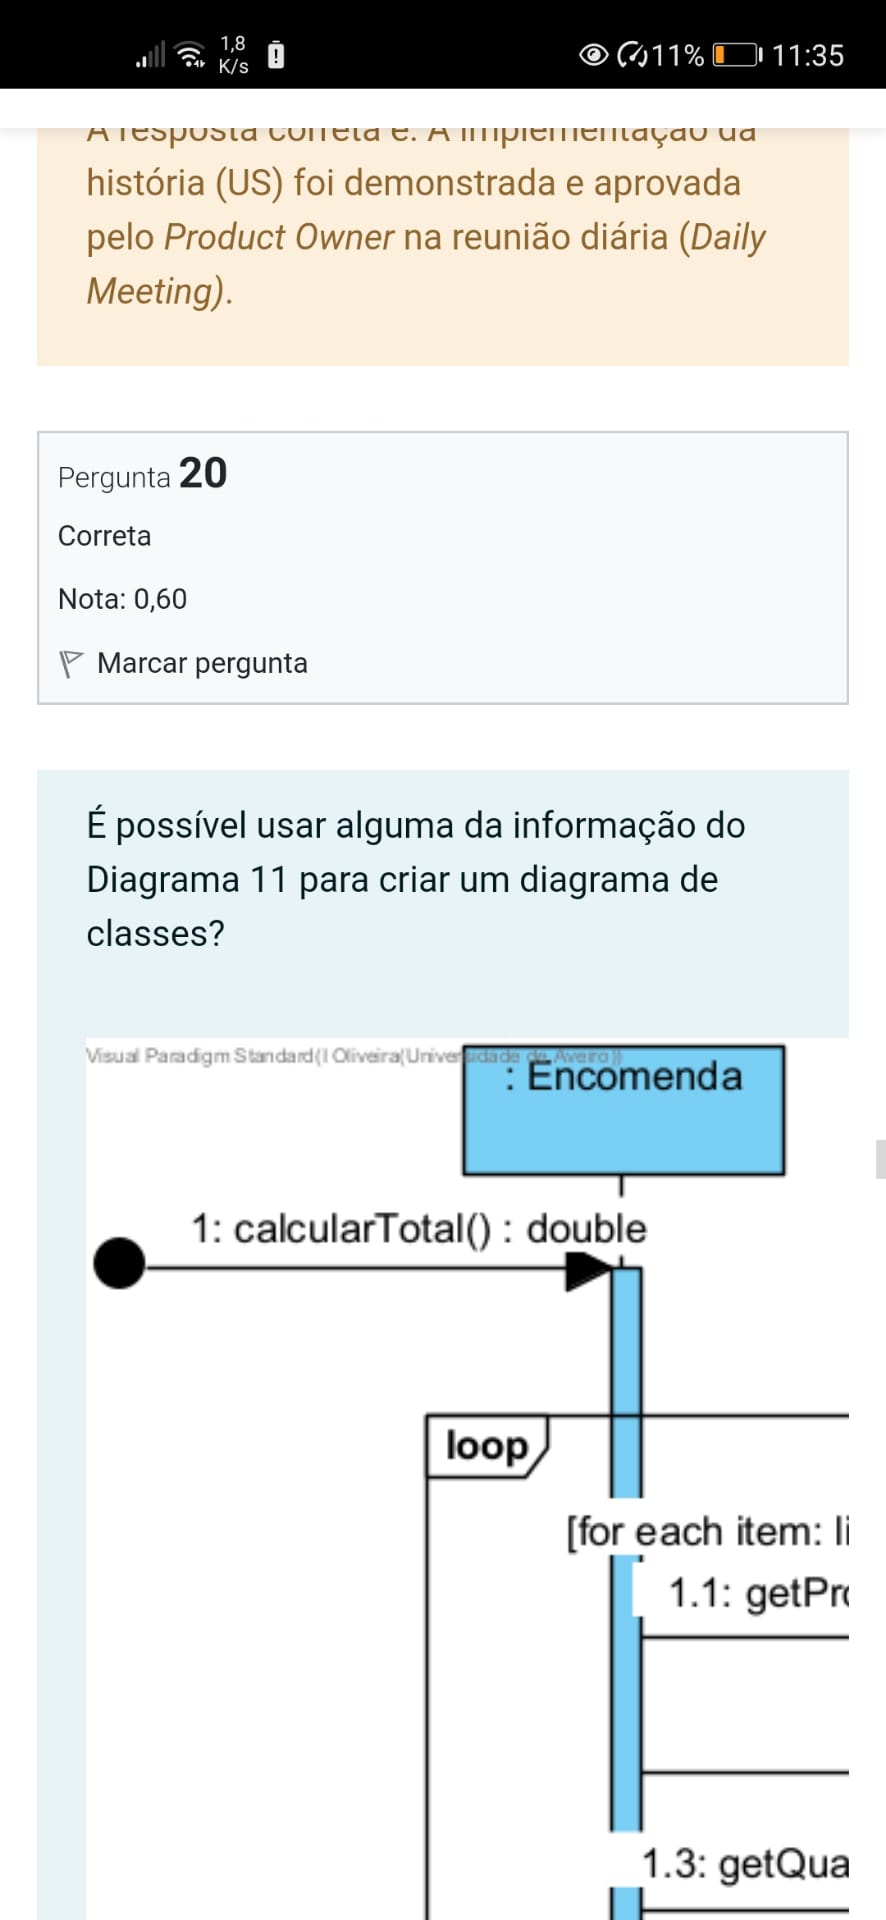 1,8
K/s
11% 11:35
A resposta correta é: A implementação da
história (US) foi demonstrada e aprovada
pelo Product Owner na reunião diária (Daily
Meeting).
Pergunta 20
Correta
Nota: 0,60
Marcar pergunta
É possível usar alguma da informação do
Diagrama 11 para criar um diagrama de
classes?
Visual Paradigm Standard(I Oliveira(Universidade de Aveiro))
: Encomenda
1: calcularTotal() : double
loop
[for each item: li
1.1: getPro
1.3: getQua